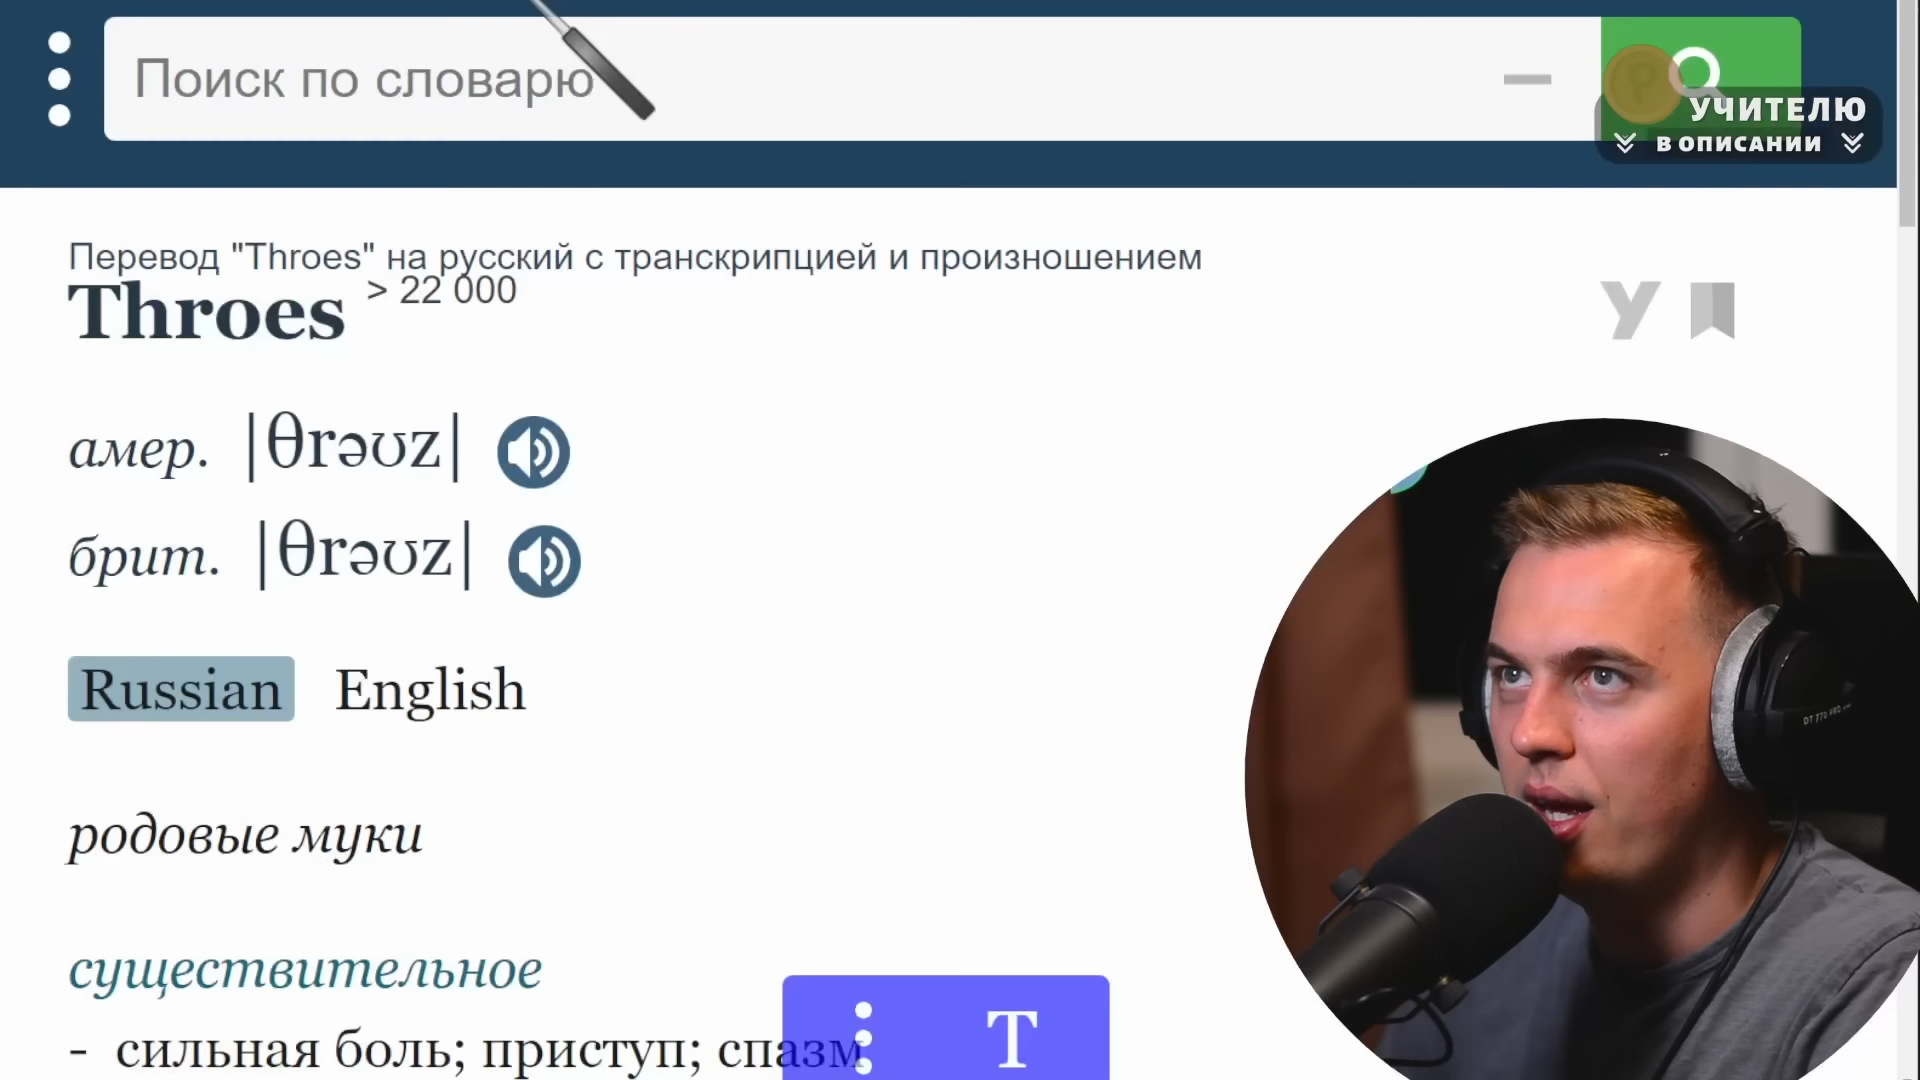 Поиск по словарю
УЧИТЕЛЮ
В ОПИСАНИИ
Перевод "Throes" на русский с транскрипцией и произношением
Throes > 22 000
У
амер. |θrəʊz|
брит. |θrəʊz|
Russian English
родовые муки
существительное
- сильная боль; приступ; спазм
T